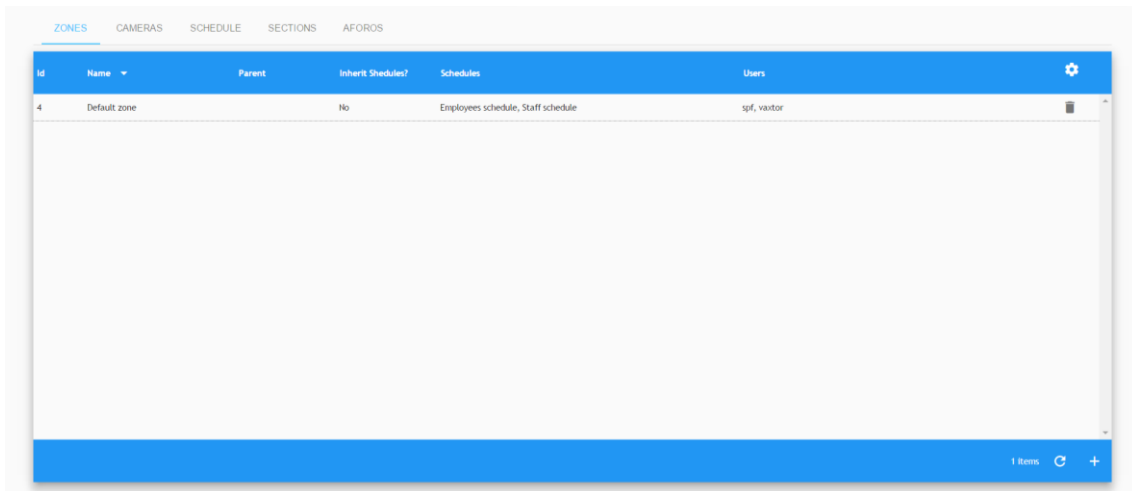 ZONES CAMERAS SCHEDULE SECTIONS AFOROS
Id Name Parent Inherit Shedules? Schedules Users
4 Default zone No Employees schedule, Staff schedule spf, vaxtor
1 Items